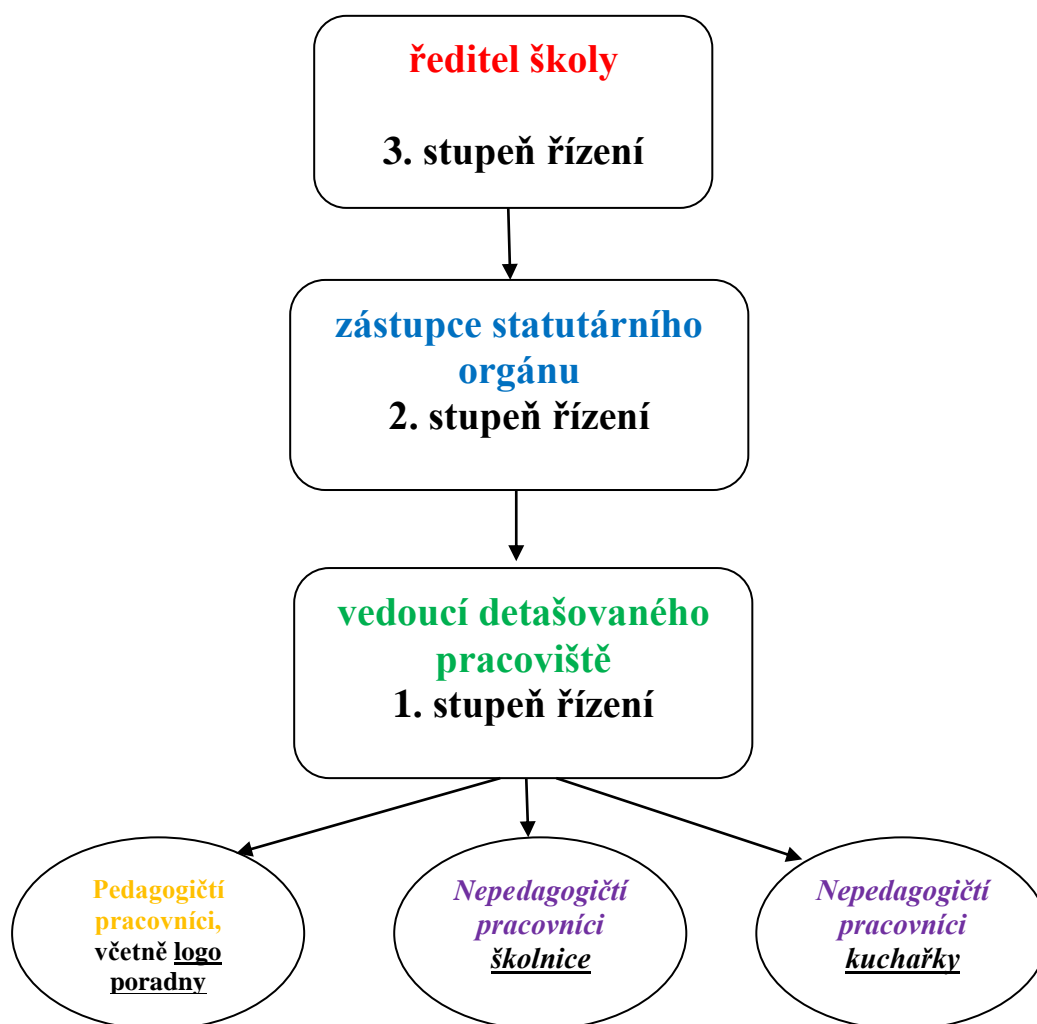 ředitel školy
3. stupeň řízení
zástupce statutárního
orgánu
2. stupeň řízení
vedoucí detašovaného
pracoviště
1. stupeň řízení
Pedagogičtí
pracovníci,
včetně logo
poradny
Nepedagogičtí
pracovníci
školnice
Nepedagogičtí
pracovníci
kuchařky